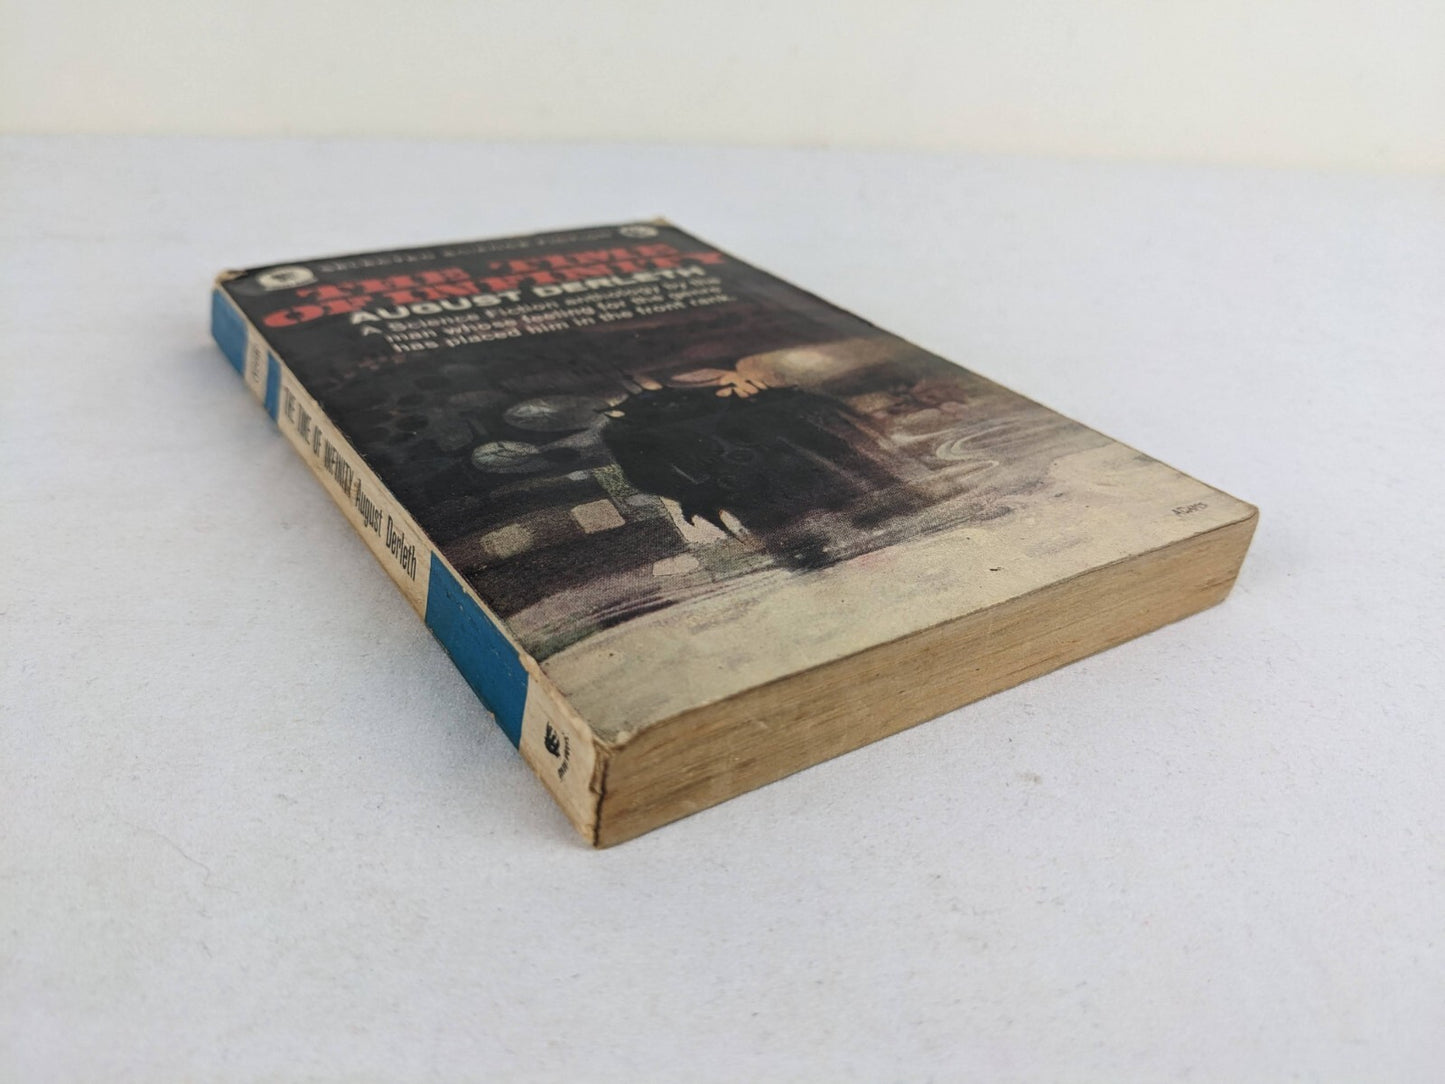 SELECTED SCIENCE FICTION
THE TIME
OF INFINITY
AUGUST DERLETH
A Science Fiction anthology by the
man whose feeling for the genre
has placed him in the front rank.
ADAMS
THE TIME OF INFINITY August Derleth